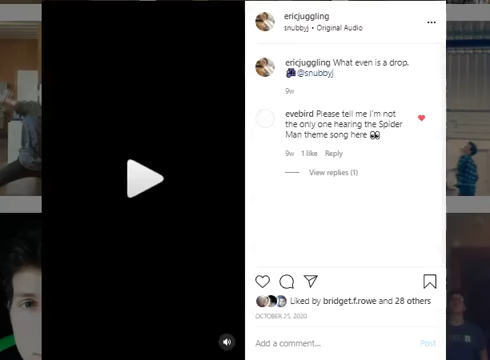 ericjuggling
snubbyj • Original Audio
ericjuggling What even is a drop.
@snubbyj
9w
evebird Please tell me I'm not
the only one hearing the Spider
Man theme song here 👀
9w 1 like Reply
View replies (1)
Liked by bridget.f.rowe and 28 others
OCTOBER 25, 2020
Add a comment... Post